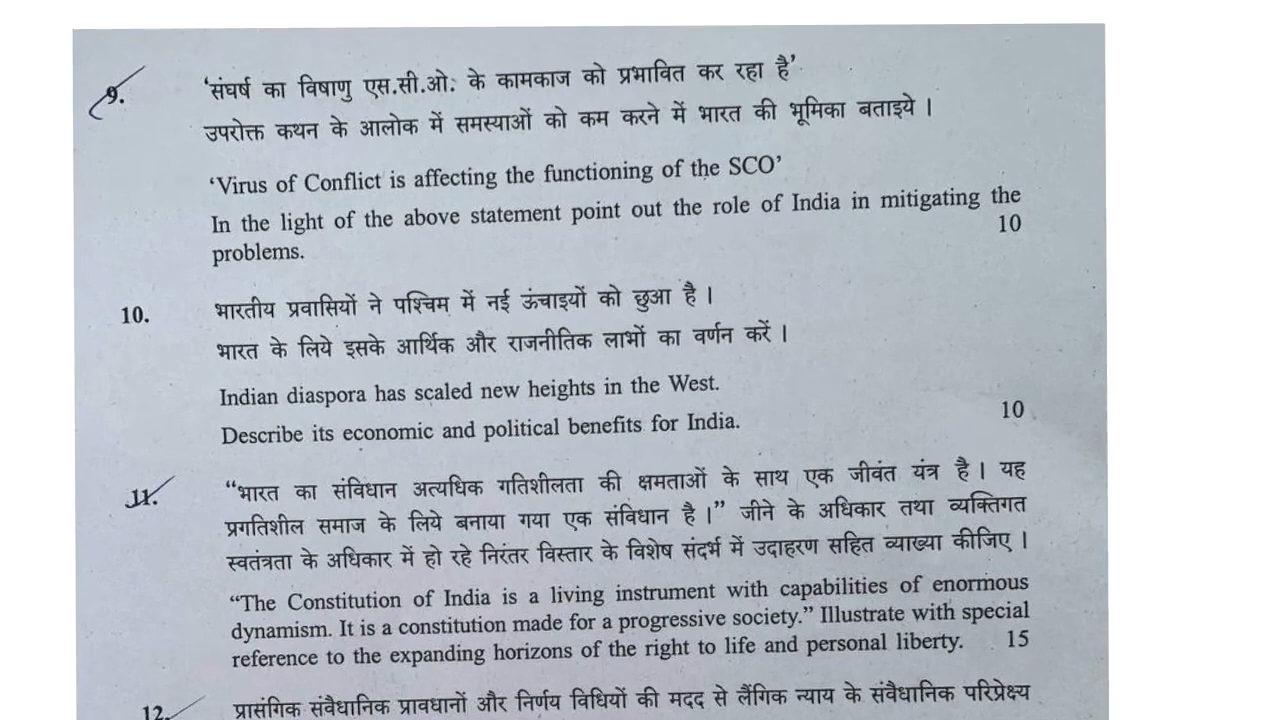 9. ‘संघर्ष का विषाणु एस.सी.ओ. के कामकाज को प्रभावित कर रहा है’
उपरोक्त कथन के आलोक में समस्याओं को कम करने में भारत की भूमिका बताइये ।
‘Virus of Conflict is affecting the functioning of the SCO’
In the light of the above statement point out the role of India in mitigating the
problems. 10
10. भारतीय प्रवासियों ने पश्चिम में नई ऊंचाइयों को छुआ है ।
भारत के लिये इसके आर्थिक और राजनीतिक लाभों का वर्णन करें ।
Indian diaspora has scaled new heights in the West.
Describe its economic and political benefits for India. 10
11. “भारत का संविधान अत्यधिक गतिशीलता की क्षमताओं के साथ एक जीवंत यंत्र है । यह
प्रगतिशील समाज के लिये बनाया गया एक संविधान है ।” जीने के अधिकार तथा व्यक्तिगत
स्वतंत्रता के अधिकार में हो रहे निरंतर विस्तार के विशेष संदर्भ में उदाहरण सहित व्याख्या कीजिए ।
“The Constitution of India is a living instrument with capabilities of enormous
dynamism. It is a constitution made for a progressive society.” Illustrate with special
reference to the expanding horizons of the right to life and personal liberty. 15
12. प्रासंगिक संवैधानिक प्रावधानों और निर्णय विधियों की मदद से लैंगिक न्याय के संवैधानिक परिप्रेक्ष्य